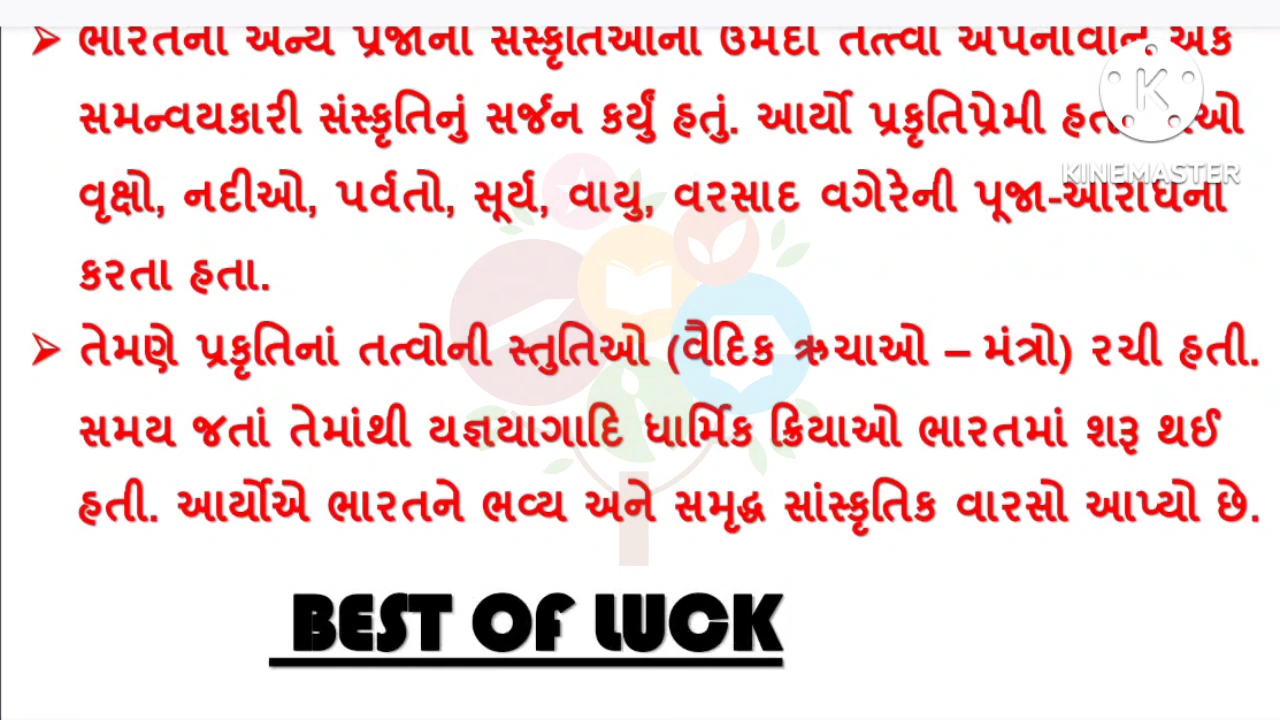 ➢ ભારતની અન્ય પ્રજાની સંસ્કૃતિઓનાં ઉમદા તત્ત્વો અપનાવીને એક
સમન્વયકારી સંસ્કૃતિનું સર્જન કર્યું હતું. આર્યો પ્રકૃતિપ્રેમી
વૃક્ષો, નદીઓ, પર્વતો, સૂર્ય, વાયુ, વરસાદ વગેરેની પૂજા-આરાધના
કરતા હતા.
➢ તેમણે પ્રકૃતિનાં તત્વોની સ્તુતિઓ (વૈદિક ઋચાઓ – મંત્રો) રચી હતી.
સમય જતાં તેમાંથી યજ્ઞયાગાદિ ધાર્મિક ક્રિયાઓ ભારતમાં શરૂ થઈ
હતી. આર્યોએ ભારતને ભવ્ય અને સમૃદ્ધ સાંસ્કૃતિક વારસો આપ્યો છે.
BEST OF LUCK
K
KINEMASTER